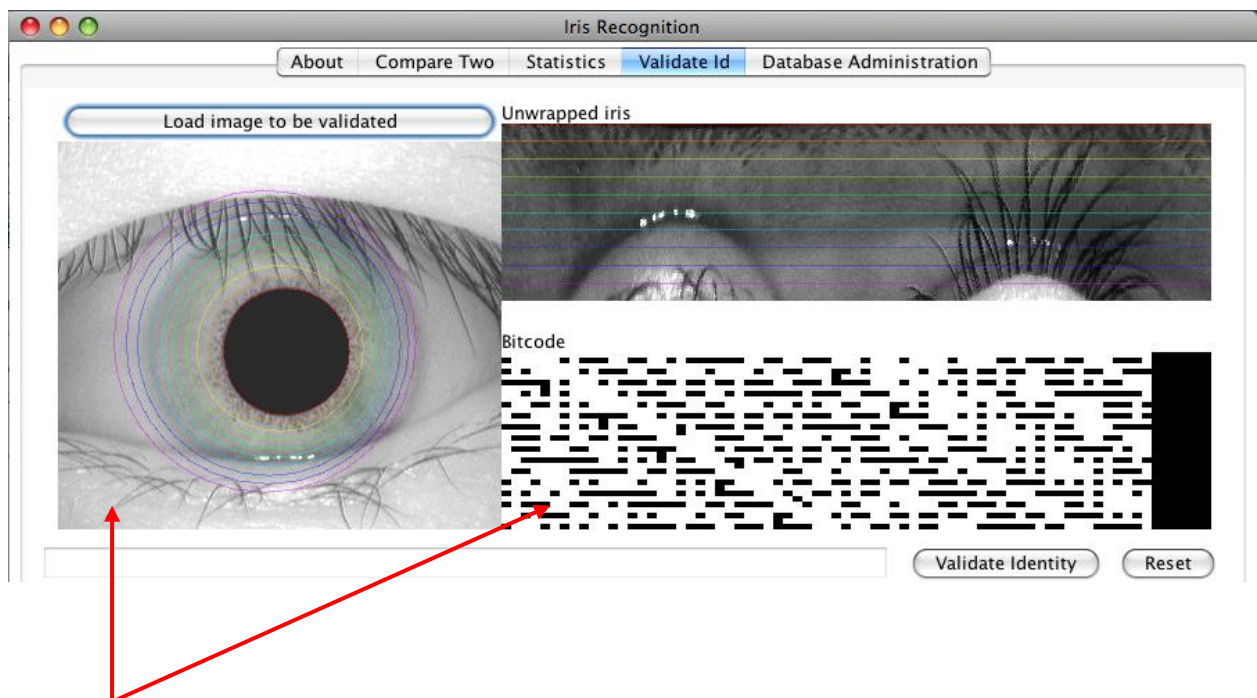 Iris Recognition
About Compare Two Statistics Validate Id Database Administration
Load image to be validated
Unwrapped iris
Bitcode
Validate Identity Reset